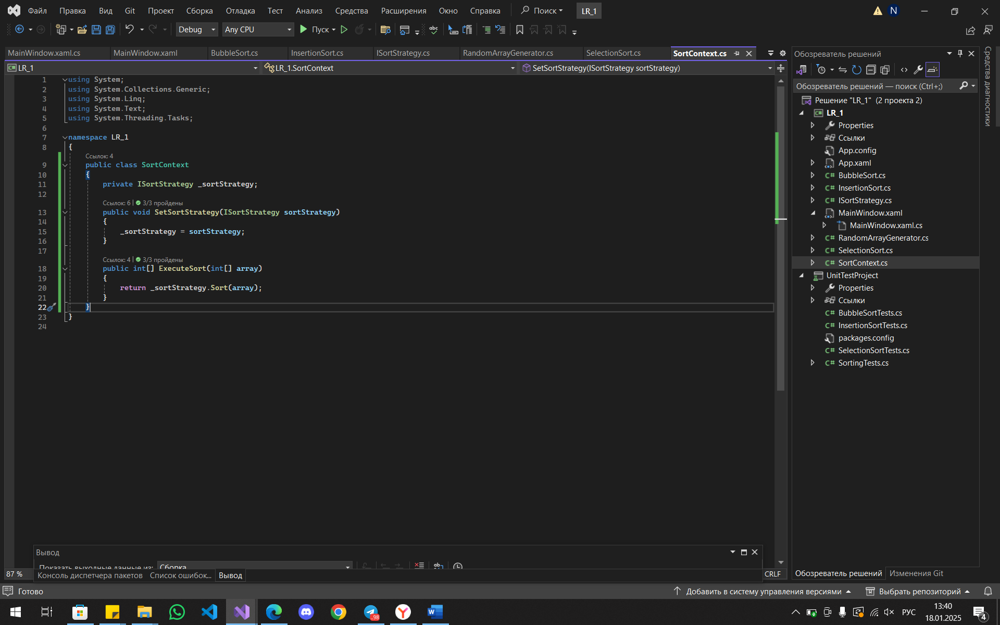 Файл Правка Вид Git Проект Сборка Отладка Тест Анализ Средства Расширения Окно Справка Поиск LR_1 N
Debug Any CPU Пуск
MainWindow.xaml.cs MainWindow.xaml BubbleSort.cs InsertionSort.cs ISortStrategy.cs RandomArrayGenerator.cs SelectionSort.cs SortContext.cs
LR_1 LR_1.SortContext SetSortStrategy(ISortStrategy sortStrategy)
1 using System;
2 using System.Collections.Generic;
3 using System.Linq;
4 using System.Text;
5 using System.Threading.Tasks;
6
7 namespace LR_1
8 {
Ссылок: 4
9 public class SortContext
10 {
11 private ISortStrategy _sortStrategy;
12
Ссылок: 6 | 3/3 пройдены
13 public void SetSortStrategy(ISortStrategy sortStrategy)
14 {
15 _sortStrategy = sortStrategy;
16 }
17
Ссылок: 4 | 3/3 пройдены
18 public int[] ExecuteSort(int[] array)
19 {
20 return _sortStrategy.Sort(array);
21 }
22 }
23 }
24
Обозреватель решений
Обозреватель решений — поиск (Ctrl+;)
Решение "LR_1" (2 проекта 2)
LR_1
Properties
Ссылки
App.config
App.xaml
BubbleSort.cs
InsertionSort.cs
ISortStrategy.cs
MainWindow.xaml
MainWindow.xaml.cs
RandomArrayGenerator.cs
SelectionSort.cs
SortContext.cs
UnitTestProject
Properties
Ссылки
BubbleSortTests.cs
InsertionSortTests.cs
packages.config
SelectionSortTests.cs
SortingTests.cs
Средства диагностики
Вывод
Показать выходные данные из: Сборка
87 % Консоль диспетчера пакетов Список ошибок... Вывод CRLF
Обозреватель решений Изменения Git
Готово Добавить в систему управления версиями Выбрать репозиторий
98 РУС 13:40
18.01.2025 4